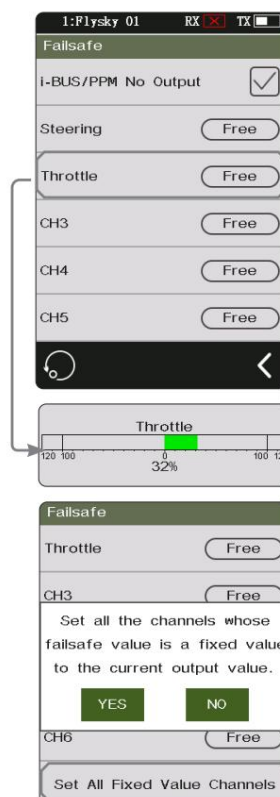 1:Flysky 01 RX TX
Failsafe
i-BUS/PPM No Output
Steering Free
Throttle Free
CH3 Free
CH4 Free
CH5 Free
Throttle
120 100 0 100 12
32%
Failsafe
Throttle Free
CH3 Free
Set all the channels whose
failsafe value is a fixed value
to the current output value.
YES NO
CH6 Free
Set All Fixed Value Channels